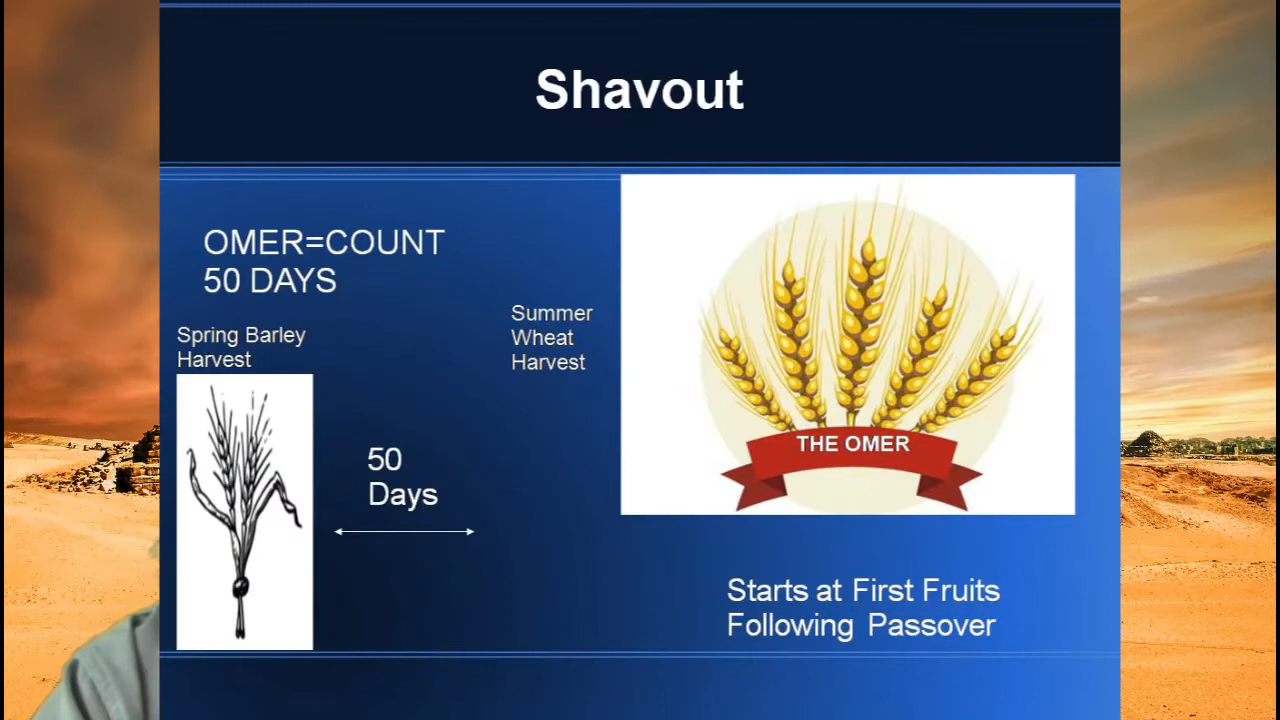 Shavout
OMER=COUNT
50 DAYS
Spring Barley
Harvest
Summer
Wheat
Harvest
50
Days
THE OMER
Starts at First Fruits
Following Passover